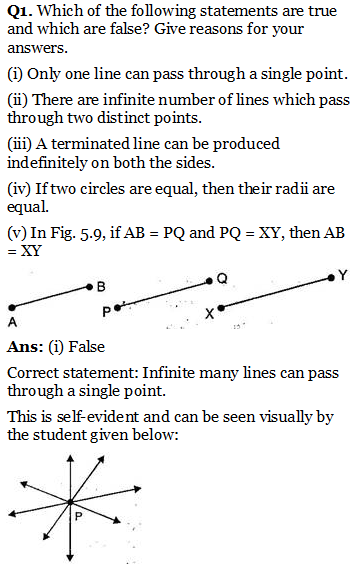 Q1. Which of the following statements are true
and which are false? Give reasons for your
answers.
(i) Only one line can pass through a single point.
(ii) There are infinite number of lines which pass
through two distinct points.
(iii) A terminated line can be produced
indefinitely on both the sides.
(iv) If two circles are equal, then their radii are
equal.
(v) In Fig. 5.9, if AB = PQ and PQ = XY, then AB
= XY
A
B
P
Q
X
Y
Ans: (i) False
Correct statement: Infinite many lines can pass
through a single point.
This is self-evident and can be seen visually by
the student given below:
P